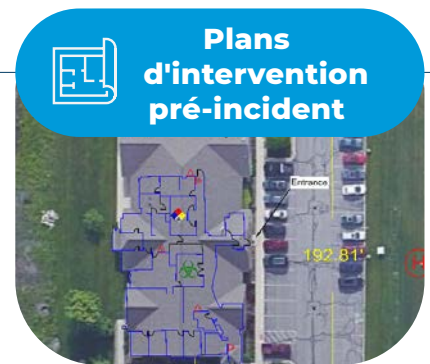 Plans
d'intervention
pré-incident
Entrance
192.81'
H